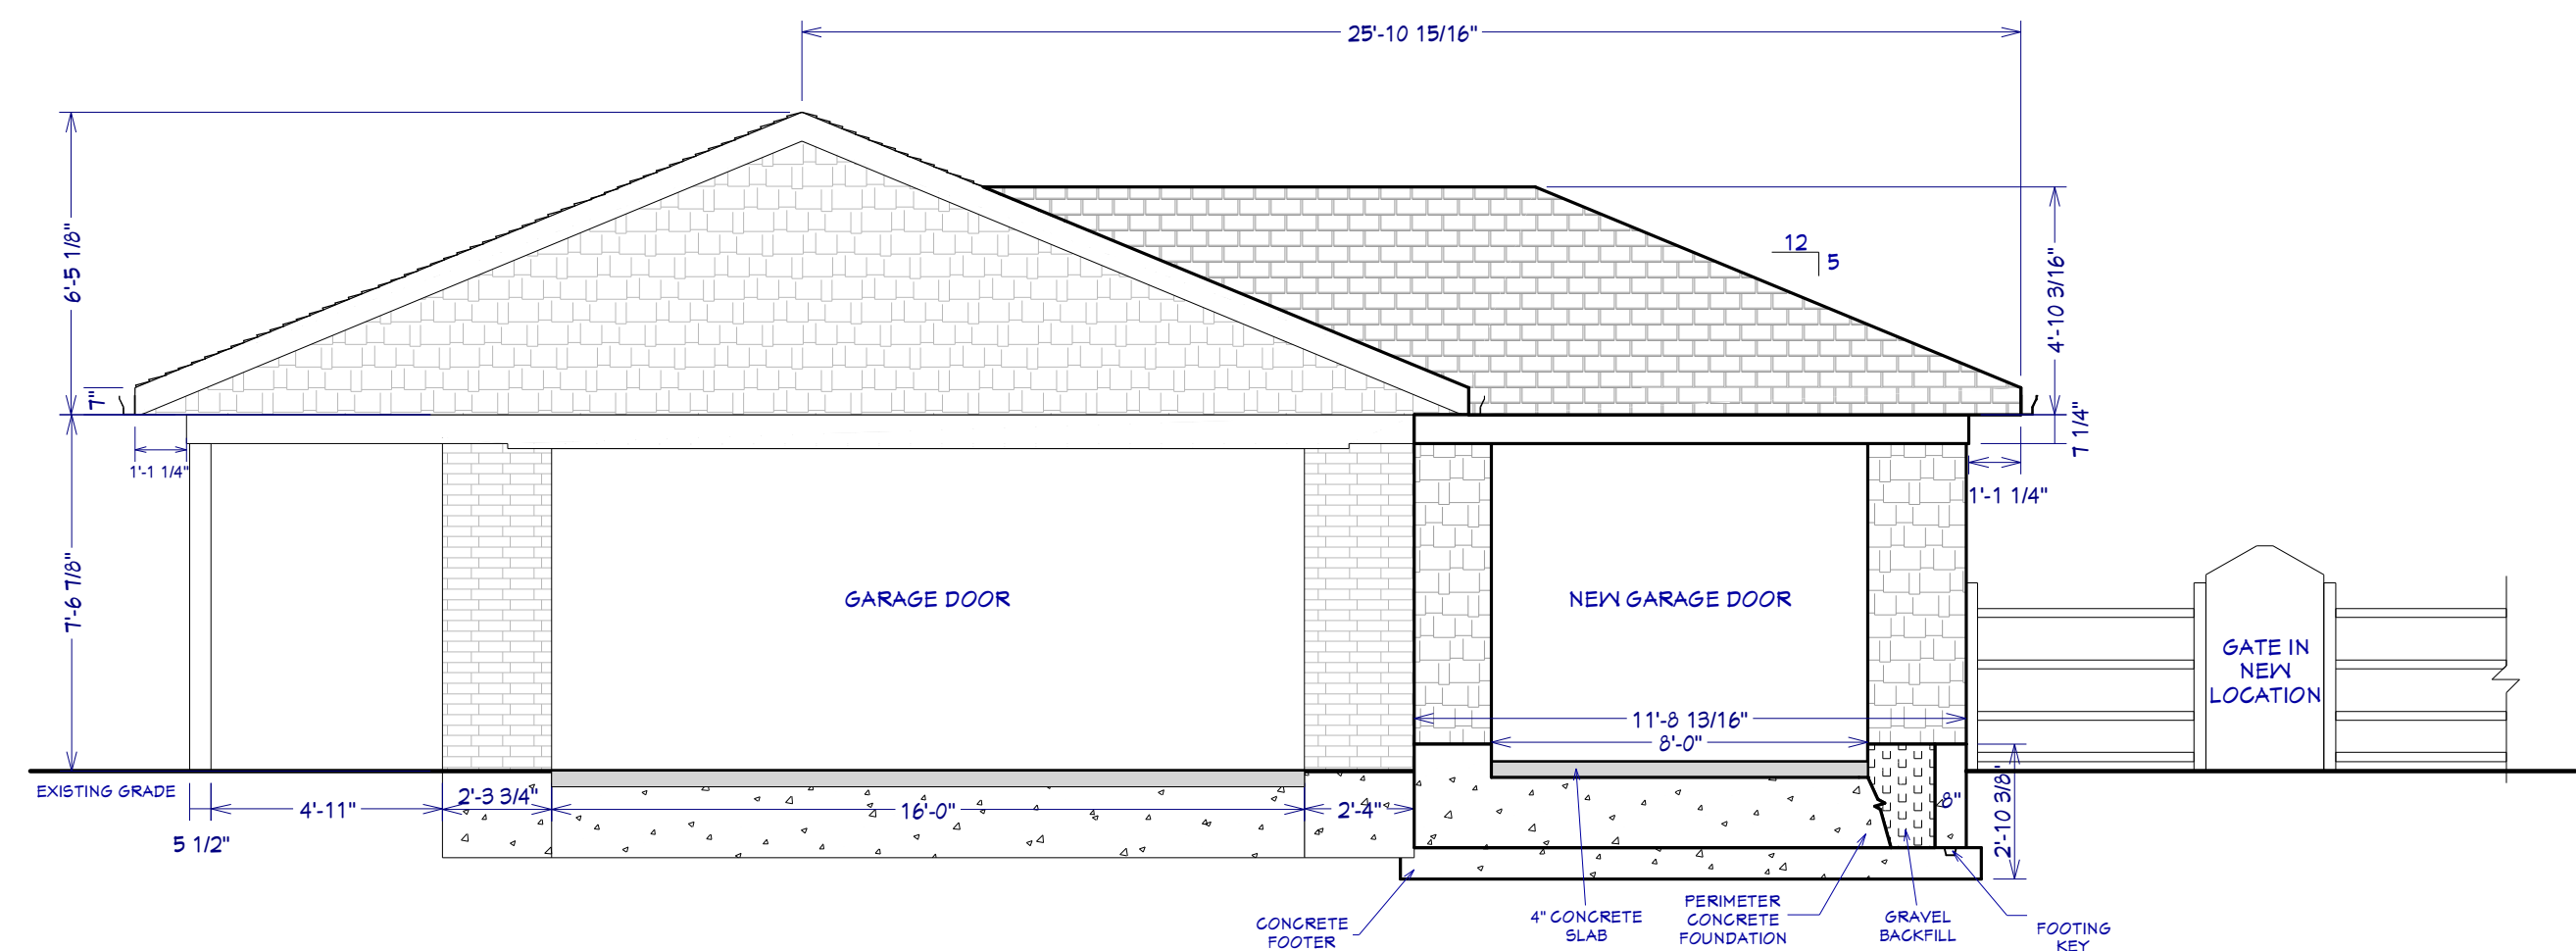 25'-10 15/16"
6'-5 1/8"
12
5
4'-10 3/16"
7"
1'-1 1/4"
7 1/4"
1'-1 1/4"
7'-6 7/8"
GARAGE DOOR
NEW GARAGE DOOR
GATE IN
NEW
LOCATION
11'-8 13/16"
8'-0"
EXISTING GRADE
4'-11"
2'-3 3/4"
16'-0"
2'-4"
8"
2'-10 3/8"
5 1/2"
CONCRETE
FOOTER
4" CONCRETE
SLAB
PERIMETER
CONCRETE
FOUNDATION
GRAVEL
BACKFILL
FOOTING
KEY